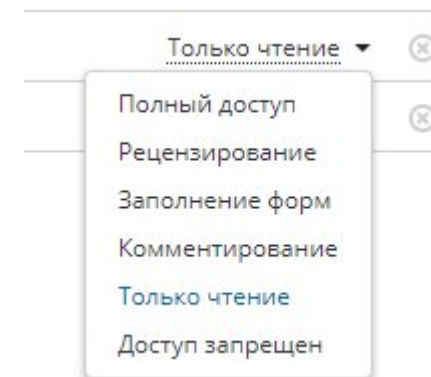 Только чтение
Полный доступ
Рецензирование
Заполнение форм
Комментирование
Только чтение
Доступ запрещен